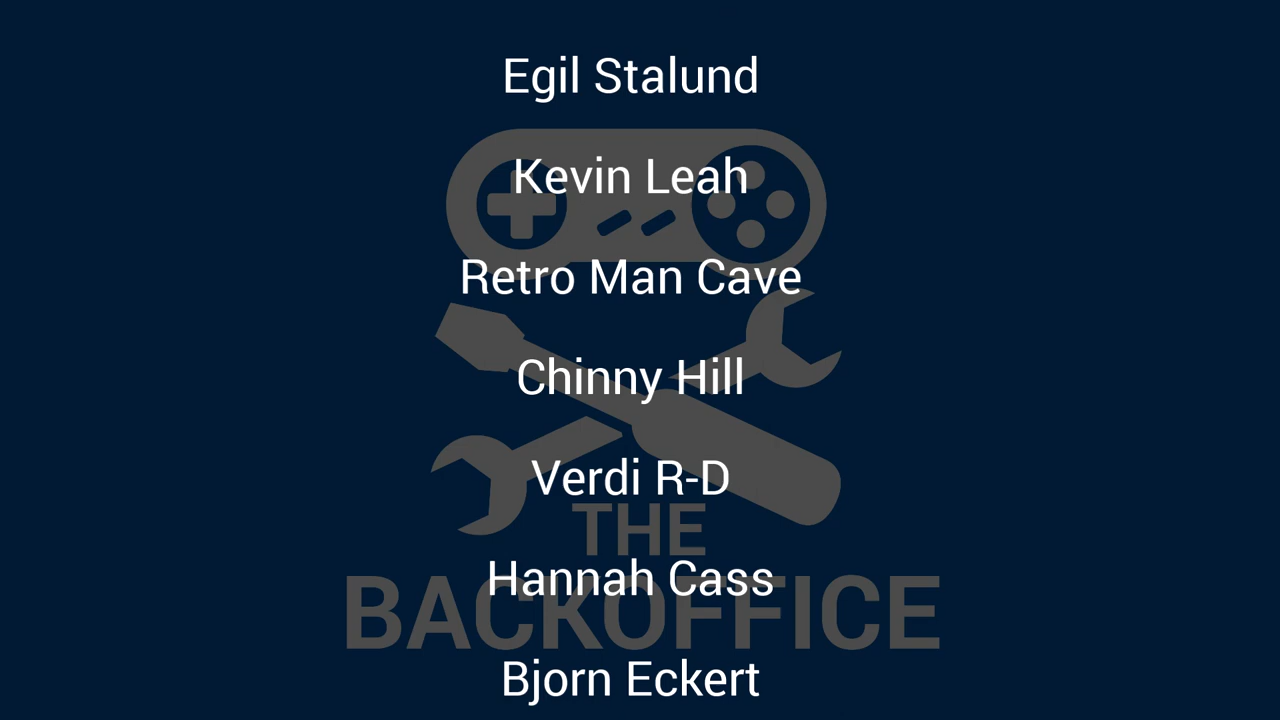 Egil Stalund
Kevin Leah
Retro Man Cave
Chinny Hill
Verdi R-D
THE
Hannah Cass
BACKOFFICE
Bjorn Eckert